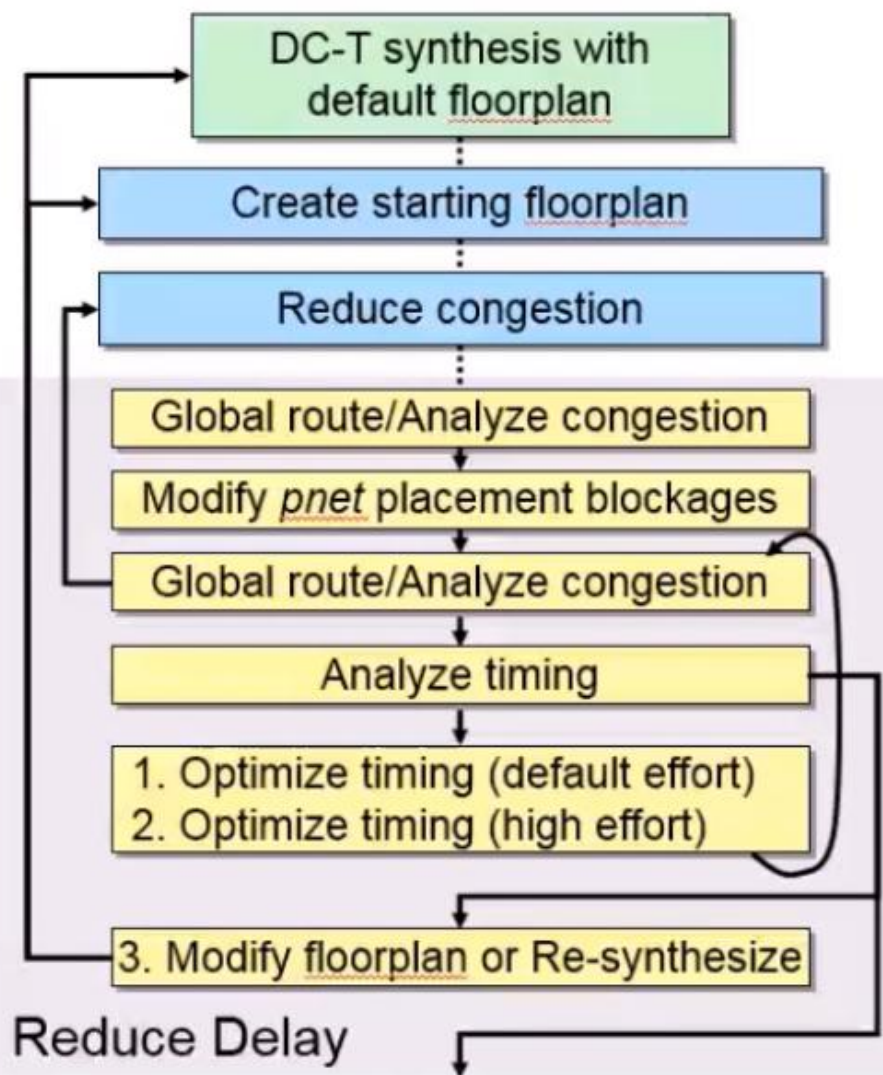 DC-T synthesis with
default floorplan
Create starting floorplan
Reduce congestion
Global route/Analyze congestion
Modify pnet placement blockages
Global route/Analyze congestion
Analyze timing
1. Optimize timing (default effort)
2. Optimize timing (high effort)
3. Modify floorplan or Re-synthesize
Reduce Delay